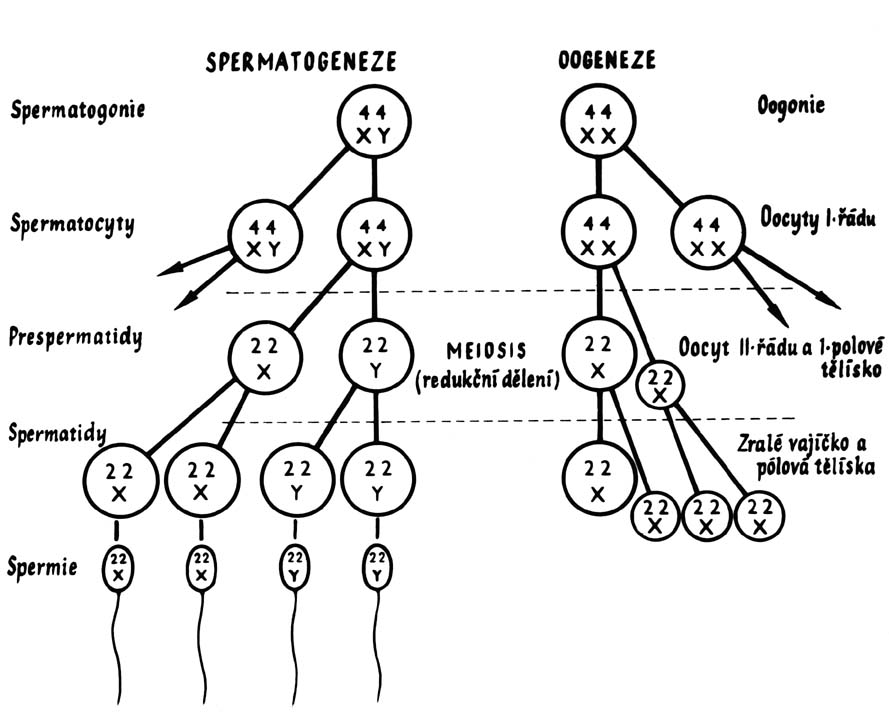 SPERMATOGENEZE
OOGENEZE
Spermatogonie
44
XY
44
XX
Oogonie
Spermatocyty
44
XY
44
XY
44
XX
44
XX
Oocyty I·řádu
Prespermatidy
22
X
22
Y
MEIOSIS
(redukční dělení)
22
X
22
X
Oocyt II·řádu a 1·polové
tělísko
Spermatidy
22
X
22
X
22
Y
22
Y
22
X
22
X
22
X
22
X
Zralé vajíčko a
pólová tělíska
Spermie
22
X
22
X
22
Y
22
Y